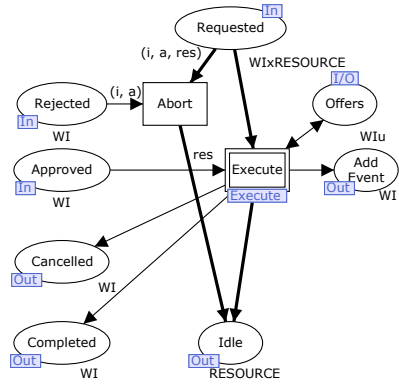 In
Requested
(i, a, res)
WIxRESOURCE
I/O
Offers
WIu
(i, a)
Rejected
In
WI
Abort
res
Approved
In
WI
Execute
Execute
Add
Event
Out
WI
Cancelled
Out
WI
Completed
Out
WI
Idle
Out
RESOURCE